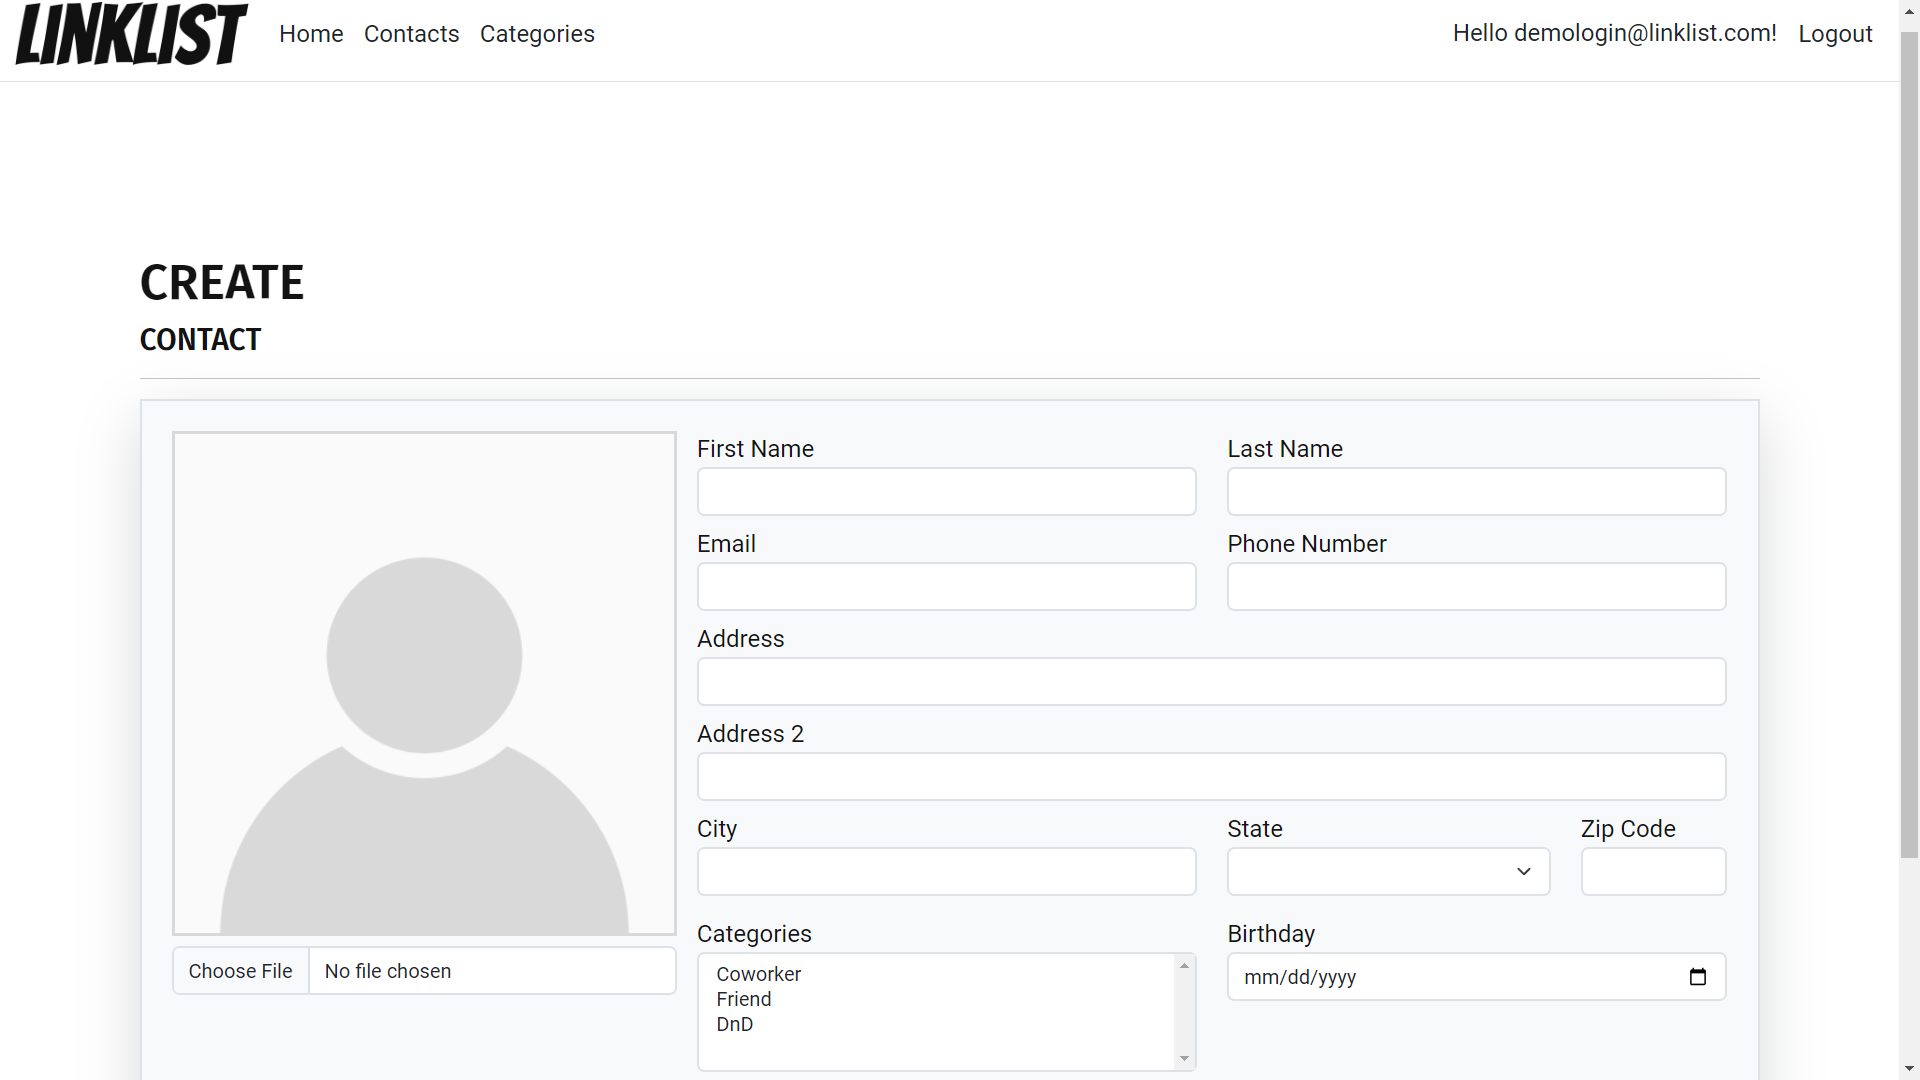 LINKLIST Home Contacts Categories Hello demologin@linklist.com! Logout
CREATE
CONTACT
First Name Last Name
Email Phone Number
Address
Address 2
City State Zip Code
Categories Birthday
Choose File No file chosen
Coworker mm/dd/yyyy
Friend
DnD